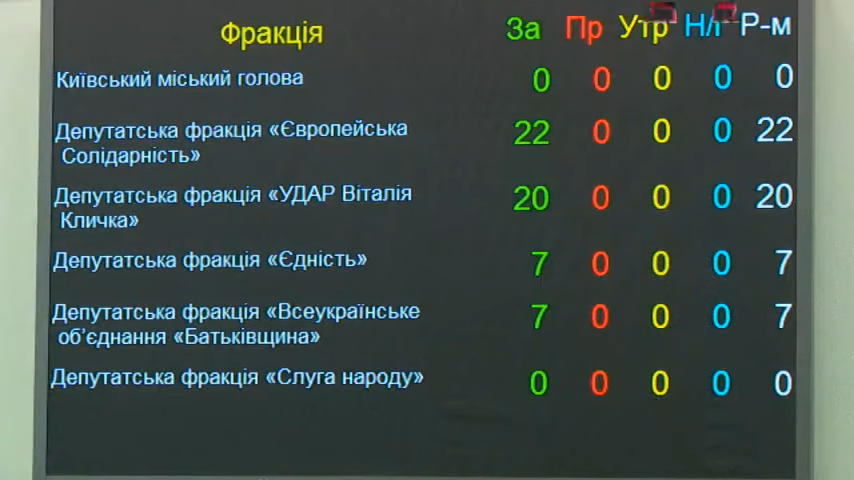 Фракція За Пр Утр Н/г Р-м
Київський міський голова 0 0 0 0 0
Депутатська фракція «Європейська 22 0 0 0 22
Солідарність»
Депутатська фракція «УДАР Віталія 20 0 0 0 20
Кличка»
Депутатська фракція «Єдність» 7 0 0 0 7
Депутатська фракція «Всеукраїнське 7 0 0 0 7
об'єднання «Батьківщина»
Депутатська фракція «Слуга народу» 0 0 0 0 0